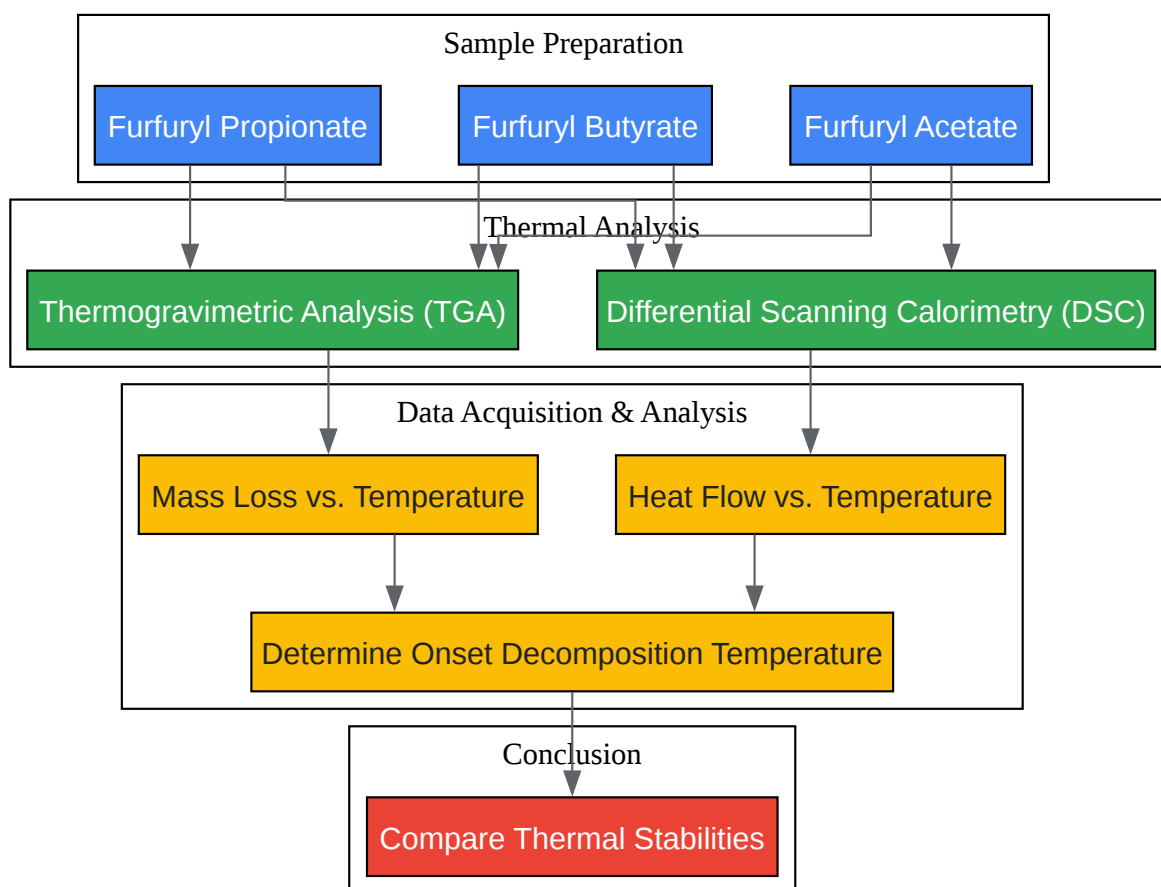 Sample Preparation
Furfuryl Propionate
Furfuryl Butyrate
Furfuryl Acetate
Thermal Analysis
Thermogravimetric Analysis (TGA)
Differential Scanning Calorimetry (DSC)
Data Acquisition & Analysis
Mass Loss vs. Temperature
Heat Flow vs. Temperature
Determine Onset Decomposition Temperature
Conclusion
Compare Thermal Stabilities